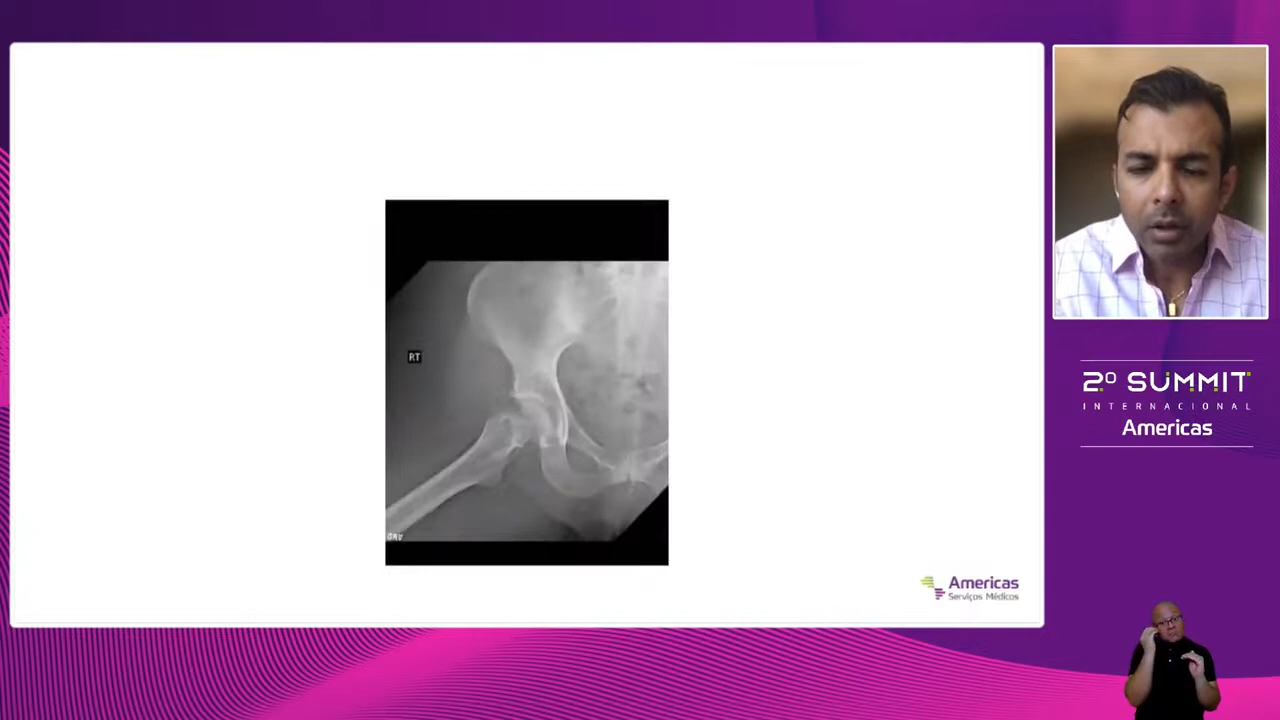 RT
Americas
Serviços Médicos
2º SUMMIT
INTERNACIONAL
Americas